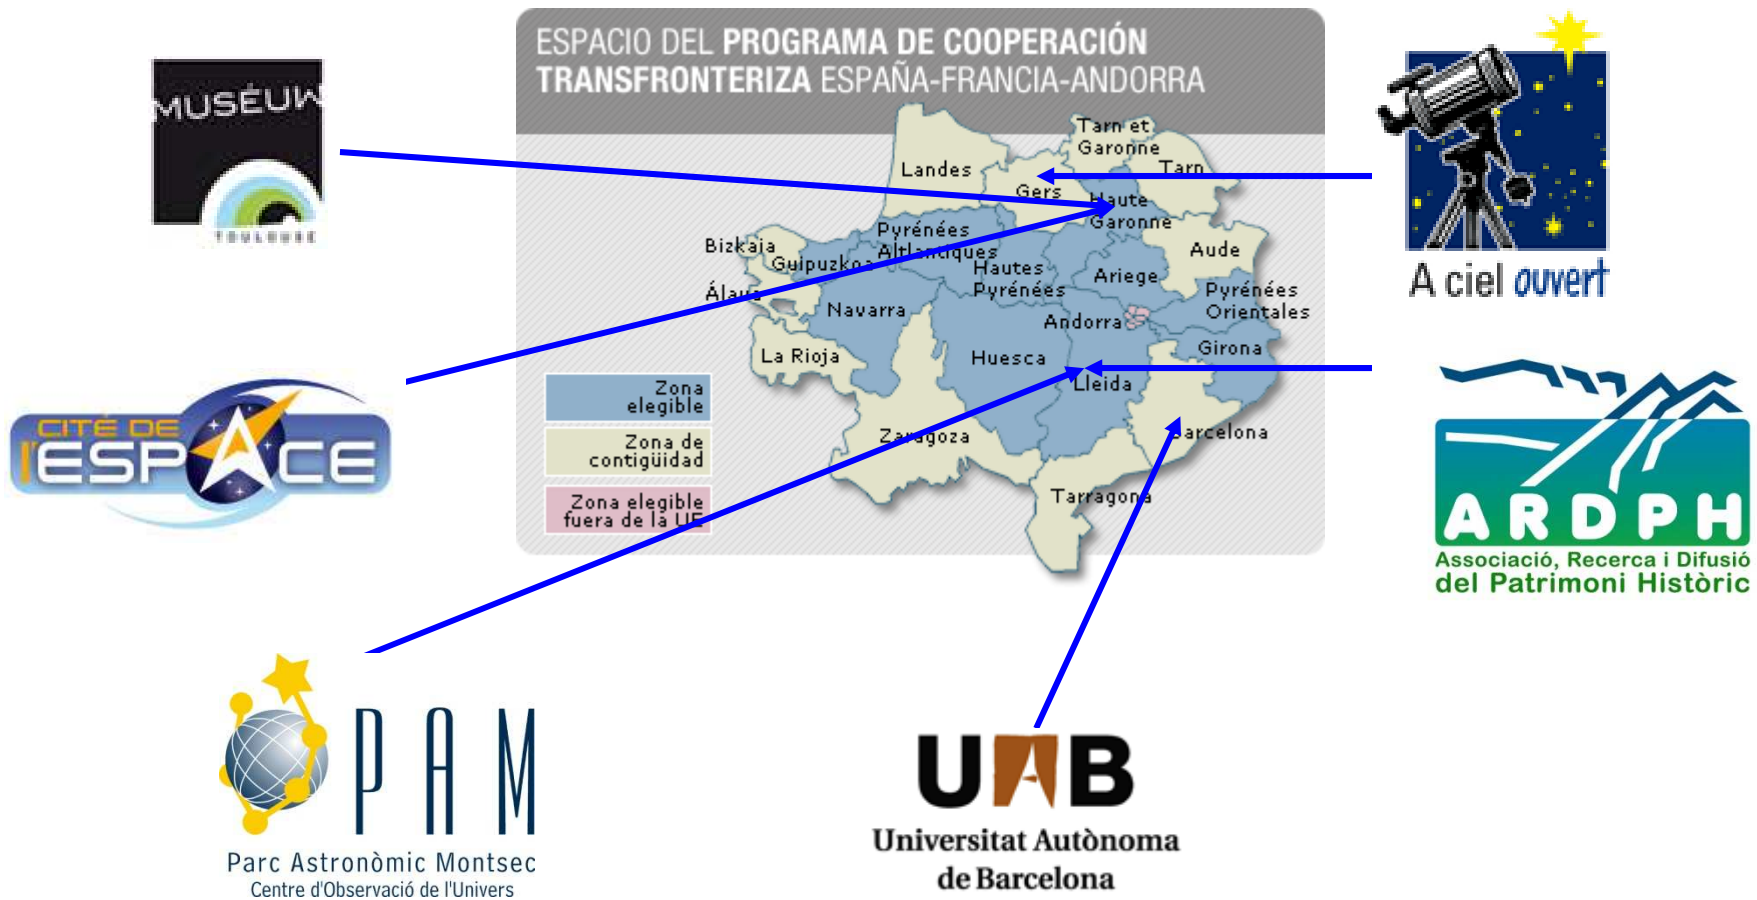 ESPACIO DEL PROGRAMA DE COOPERACIÓN
TRANSFRONTERIZA ESPAÑA-FRANCIA-ANDORRA
MUSÉUM
TOULOUSE
A ciel ouvert
Tarn et
Garonne
Landes
Tarn
Gers
Haute
Garonne
Pyrénées
Altlantiques
Bizkaia
Guipuzkoa
Aude
Hautes
Pyrénées
Ariege
Álava
Pyrénées
Orientales
Navarra
Andorra
La Rioja
Huesca
Girona
Lleida
Zaragoza
Barcelona
Tarragona
Zona
elegible
Zona de
contigüidad
Zona elegible
fuera de la UE
CITÉ DE
l'ESPACE
ARDPH
Associació, Recerca i Difusió
del Patrimoni Històric
PAM
Parc Astronòmic Montsec
Centre d'Observació de l'Univers
UAB
Universitat Autònoma
de Barcelona